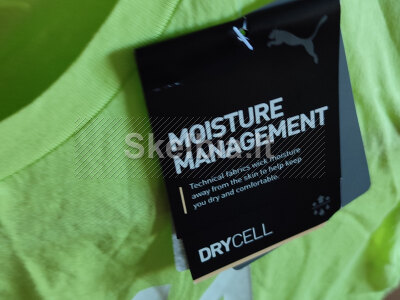 MOISTURE
MANAGEMENT
Technical fabrics wick moisture
away from the skin to help keep
you dry and comfortable.
DRYCELL